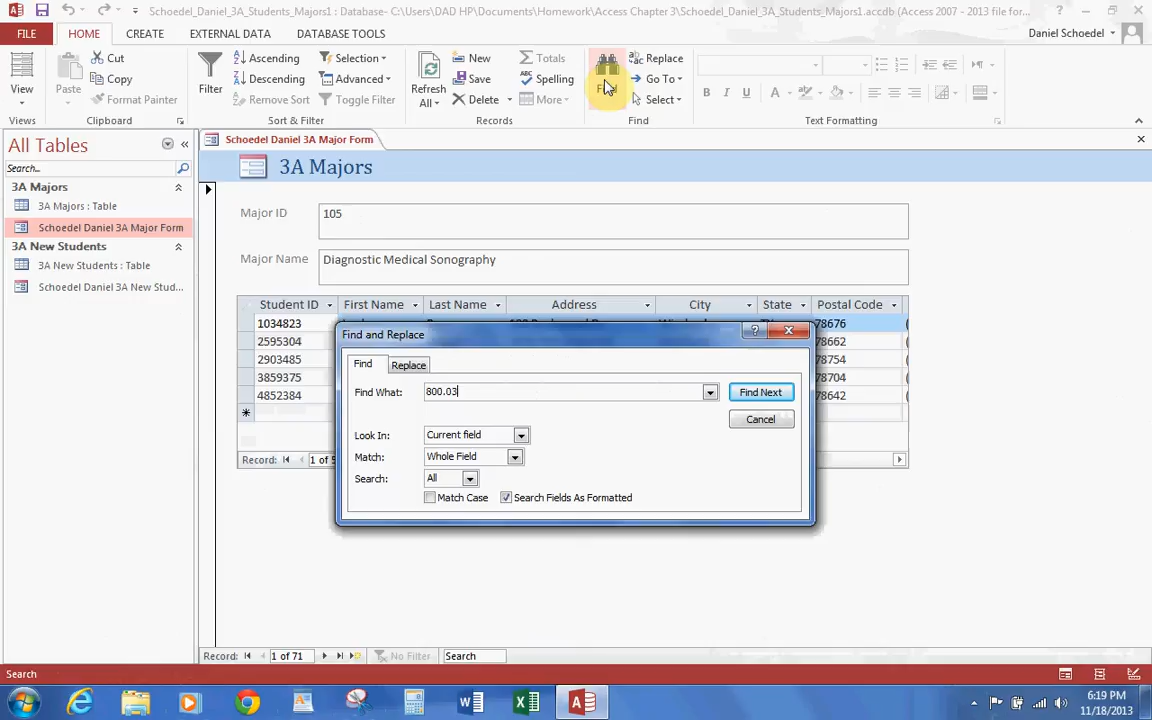 Schoedel_Daniel_3A_Students_Majors1 : Database- C:\Users\DAD HP\Documents\Homework\Access Chapter 3\Schoedel_Daniel_3A_Students_Majors1.accdb (Access 2007 - 2013 file for...
FILE HOME CREATE EXTERNAL DATA DATABASE TOOLS Daniel Schoedel
Cut Ascending Selection New Totals Replace
Copy Descending Advanced Save Spelling Go To
View Paste Format Painter Filter Remove Sort Toggle Filter Refresh All Delete More Find Select B I U A
Views Clipboard Sort & Filter Records Find Text Formatting
All Tables
Search...
3A Majors
3A Majors : Table
Schoedel Daniel 3A Major Form
3A New Students
3A New Students : Table
Schoedel Daniel 3A New Stud...
Schoedel Daniel 3A Major Form
3A Majors
Major ID 105
Major Name Diagnostic Medical Sonography
Student ID First Name Last Name Address City State Postal Code
1034823 78676 (
2595304 78662 (
2903485 78754 (
3859375 78704 (
4852384 78642 (
Record: 1 of 5
Find and Replace
Find Replace
Find What: 800.03 Find Next
Cancel
Look In: Current field
Match: Whole Field
Search: All
Match Case Search Fields As Formatted
Record: 1 of 71 No Filter Search
Search
6:19 PM
11/18/2013